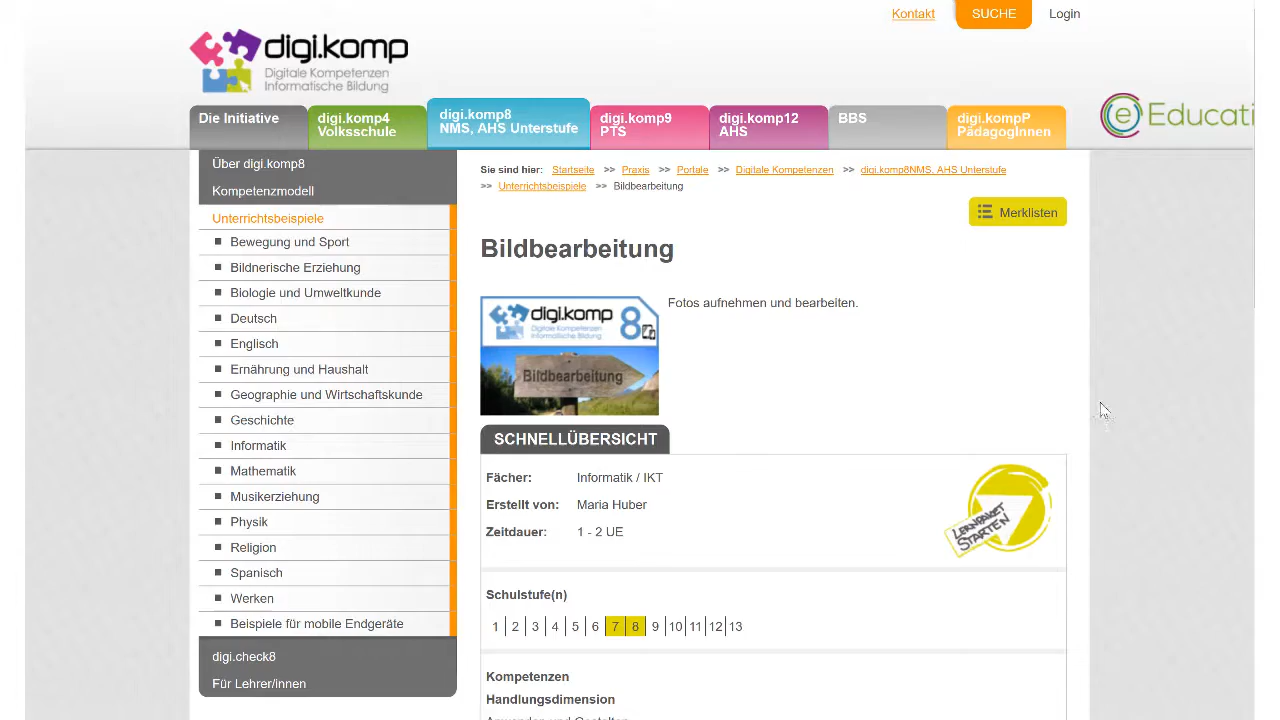 Kontakt SUCHE Login
digi.komp
Digitale Kompetenzen
Informatische Bildung
Die Initiative
digi.komp4
Volksschule
digi.komp8
NMS, AHS Unterstufe
digi.komp9
PTS
digi.komp12
AHS
BBS
digi.kompP
PädagogInnen
e Educati
Über digi.komp8
Kompetenzmodell
Unterrichtsbeispiele
Bewegung und Sport
Bildnerische Erziehung
Biologie und Umweltkunde
Deutsch
Englisch
Ernährung und Haushalt
Geographie und Wirtschaftskunde
Geschichte
Informatik
Mathematik
Musikerziehung
Physik
Religion
Spanisch
Werken
Beispiele für mobile Endgeräte
digi.check8
Für Lehrer/innen
Sie sind hier: Startseite >> Praxis >> Portale >> Digitale Kompetenzen >> digi.komp8NMS, AHS Unterstufe
>> Unterrichtsbeispiele >> Bildbearbeitung
Merklisten
Bildbearbeitung
digi.komp 8
Digitale Kompetenzen
Informatische Bildung
Bildbearbeitung
Fotos aufnehmen und bearbeiten.
SCHNELLÜBERSICHT
Fächer: Informatik / IKT
Erstellt von: Maria Huber
Zeitdauer: 1 - 2 UE
LERNPAKET
STARTEN
Schulstufe(n)
1 2 3 4 5 6 7 8 9 10 11 12 13
Kompetenzen
Handlungsdimension
Anwenden und Gestalten